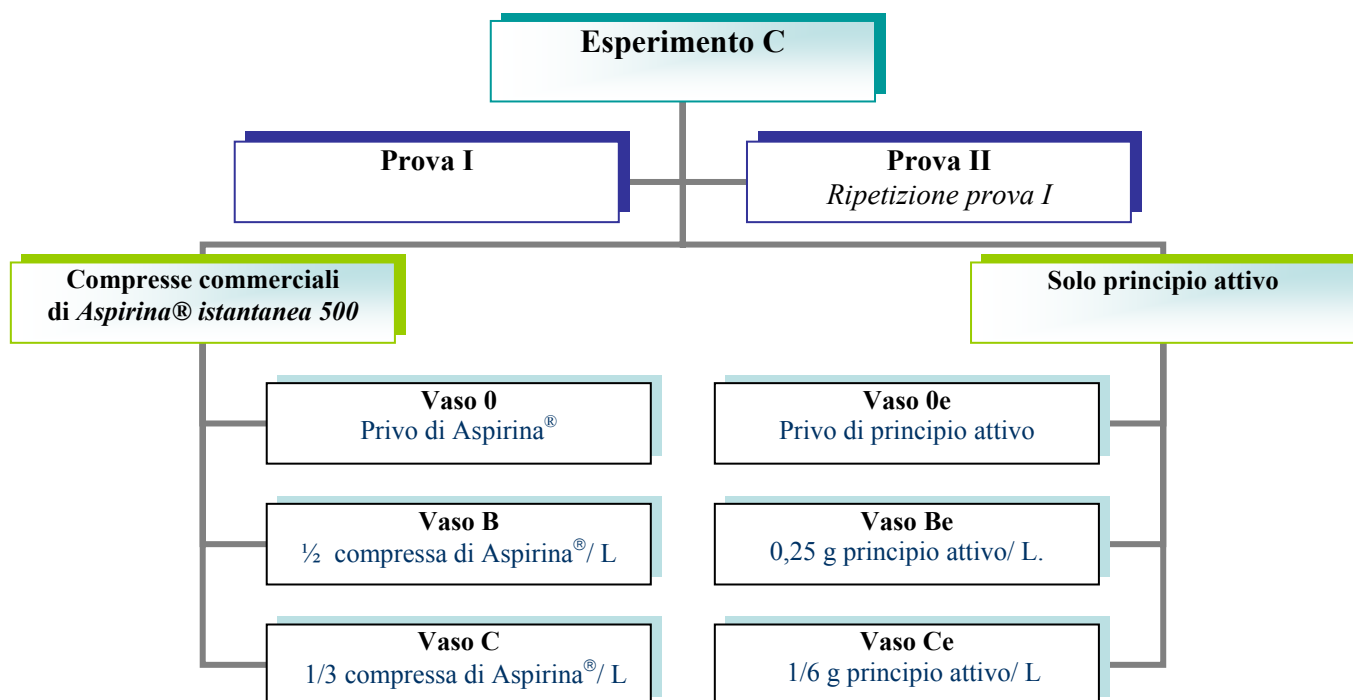 Esperimento C
Prova I
Prova II
Ripetizione prova I
Compresse commerciali
di Aspirina® istantanea 500
Solo principio attivo
Vaso 0
Privo di Aspirina®
Vaso 0e
Privo di principio attivo
Vaso B
½ compressa di Aspirina®/ L
Vaso Be
0,25 g principio attivo/ L.
Vaso C
1/3 compressa di Aspirina®/ L
Vaso Ce
1/6 g principio attivo/ L